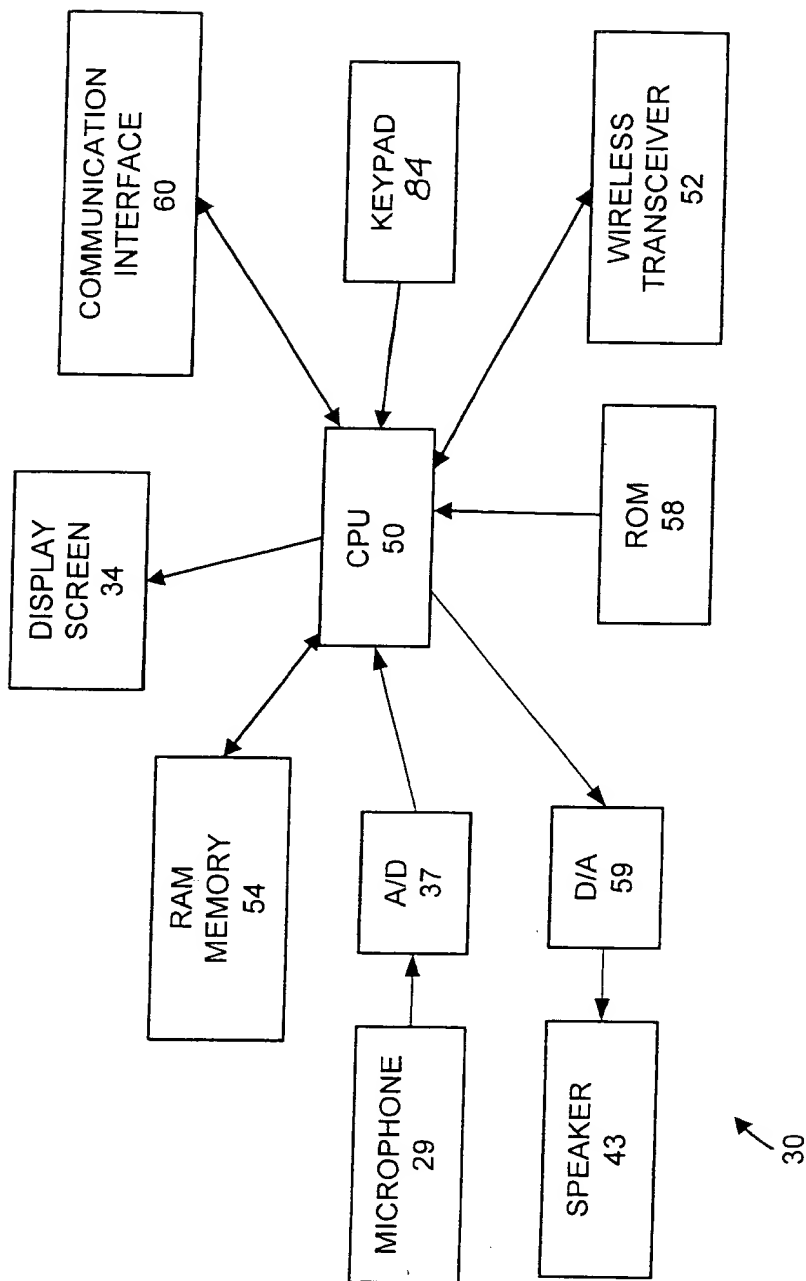 COMMUNICATION
INTERFACE
60
KEYPAD
84
WIRELESS
TRANSCEIVER
52
DISPLAY
SCREEN
34
CPU
50
ROM
58
RAM
MEMORY
54
A/D
37
D/A
59
MICROPHONE
29
SPEAKER
43
30